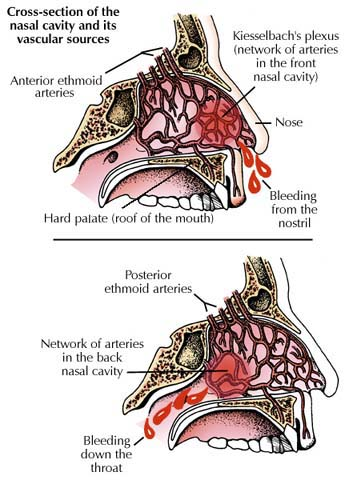 Cross-section of the
nasal cavity and its
vascular sources
Kiesselbach's plexus
(network of arteries
in the front
nasal cavity)
Anterior ethmoid
arteries
Nose
Bleeding
from the
nostril
Hard palate (roof of the mouth)
Posterior
ethmoid arteries
Network of arteries
in the back
nasal cavity
Bleeding
down the
throat